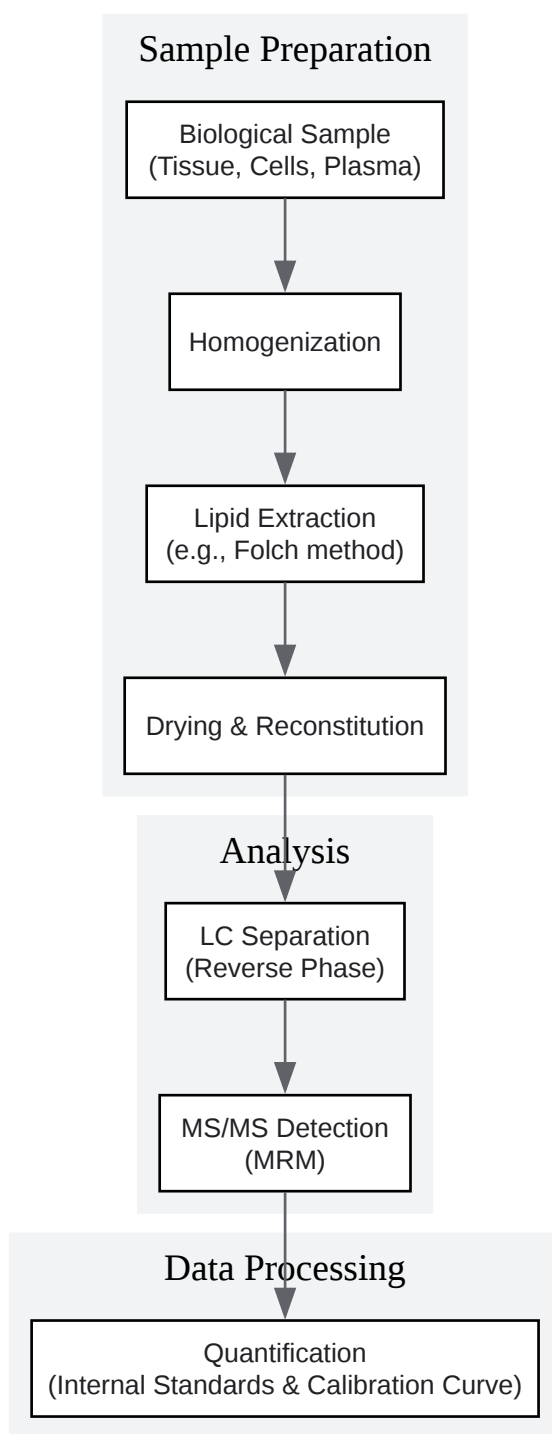 Sample Preparation
Biological Sample
(Tissue, Cells, Plasma)
Homogenization
Lipid Extraction
(e.g., Folch method)
Drying & Reconstitution
Analysis
LC Separation
(Reverse Phase)
MS/MS Detection
(MRM)
Data Processing
Quantification
(Internal Standards & Calibration Curve)